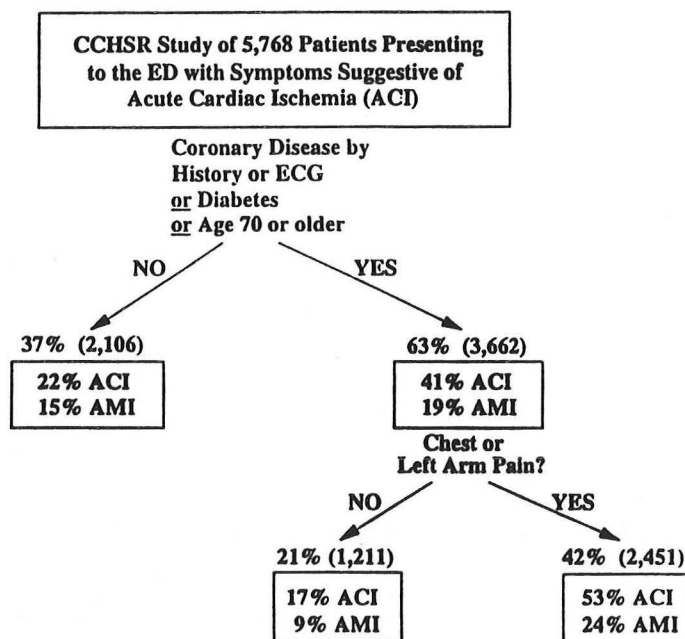 CCHSR Study of 5,768 Patients Presenting
to the ED with Symptoms Suggestive of
Acute Cardiac Ischemia (ACI)
Coronary Disease by
History or ECG
or Diabetes
or Age 70 or older
NO
YES
37% (2,106)
63% (3,662)
22% ACI
15% AMI
41% ACI
19% AMI
Chest or
Left Arm Pain?
NO
YES
21% (1,211)
42% (2,451)
17% ACI
9% AMI
53% ACI
24% AMI